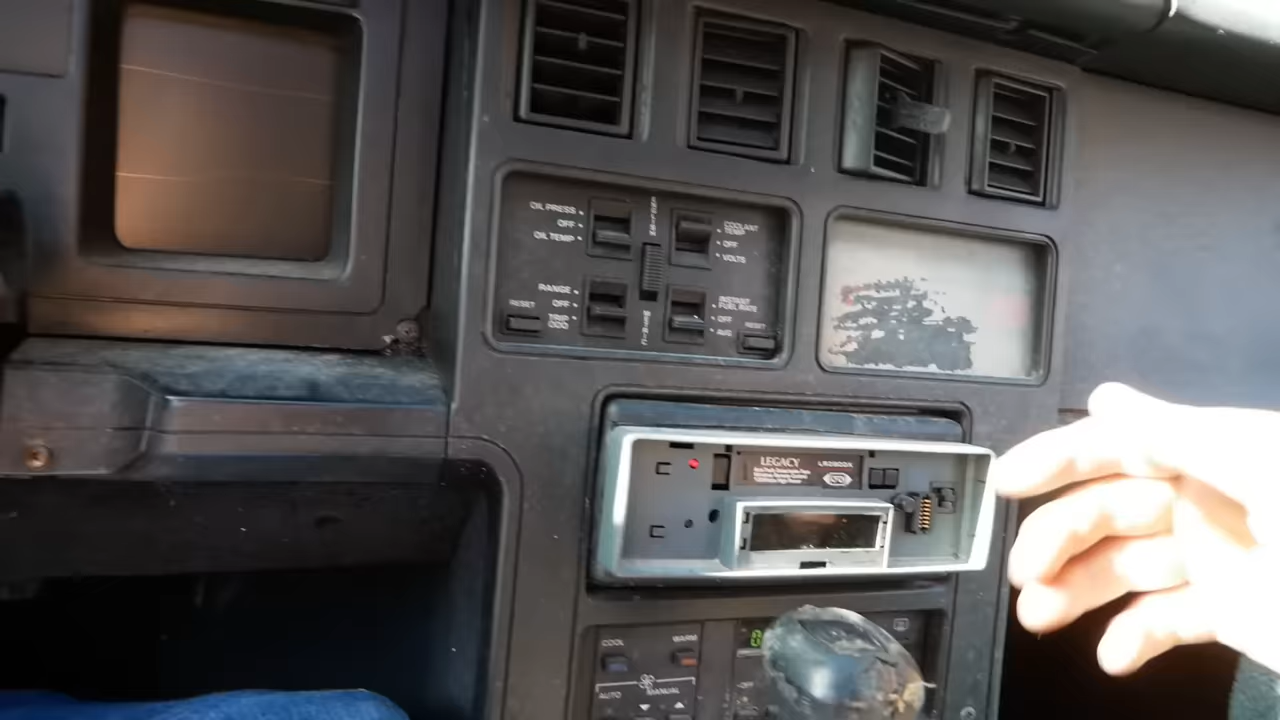 OIL PRESS
OFF
OIL TEMP
COOLANT
TEMP
OFF
VOLTS
RANGE
OFF
TRIP
ODO
RESET
INSTANT
FUEL RATE
OFF
AVG
RESET
METRIC
LEGACY
COOL
WARM
AUTO
MANUAL
OFF